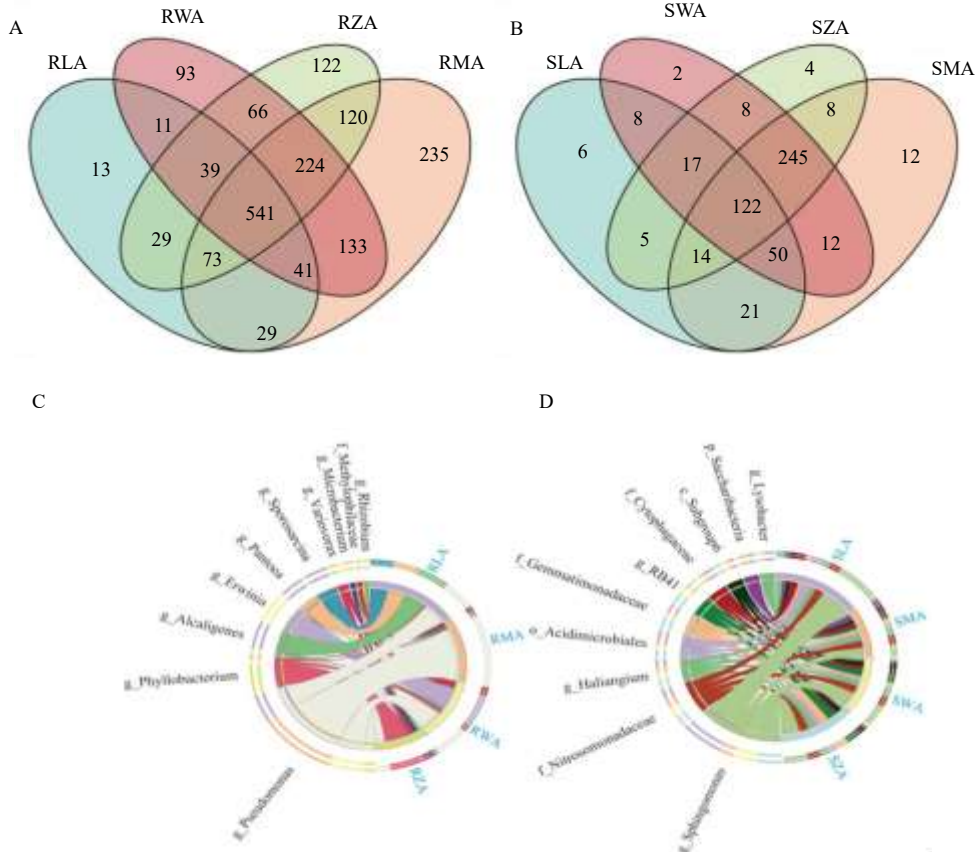 A
RLA
RWA
RZA
RMA
93
122
11
66
120
13
39
224
235
541
29
73
41
133
29
B
SLA
SWA
SZA
SMA
2
4
8
8
8
6
17
245
12
122
5
14
50
12
21
C
g_Rhizobium
f_Methylophilaceae
g_Microbacterium
g_Variovorax
g_Sporosarcina
g_Pantoea
g_Erwinia
g_Alcaligenes
g_Phyllobacterium
g_Pseudomonas
SLA
RMA
RWA
RZA
D
g_Lysobacter
p_Saccharibacteria
f_Cytophagaceae
g_RB41
f_Gemmatimonadaceae
o_Acidimicrobiales
g_Haliangium
f_Nitrosomonadaceae
g_Sphingomonas
SLA
SMA
SWA
SZA